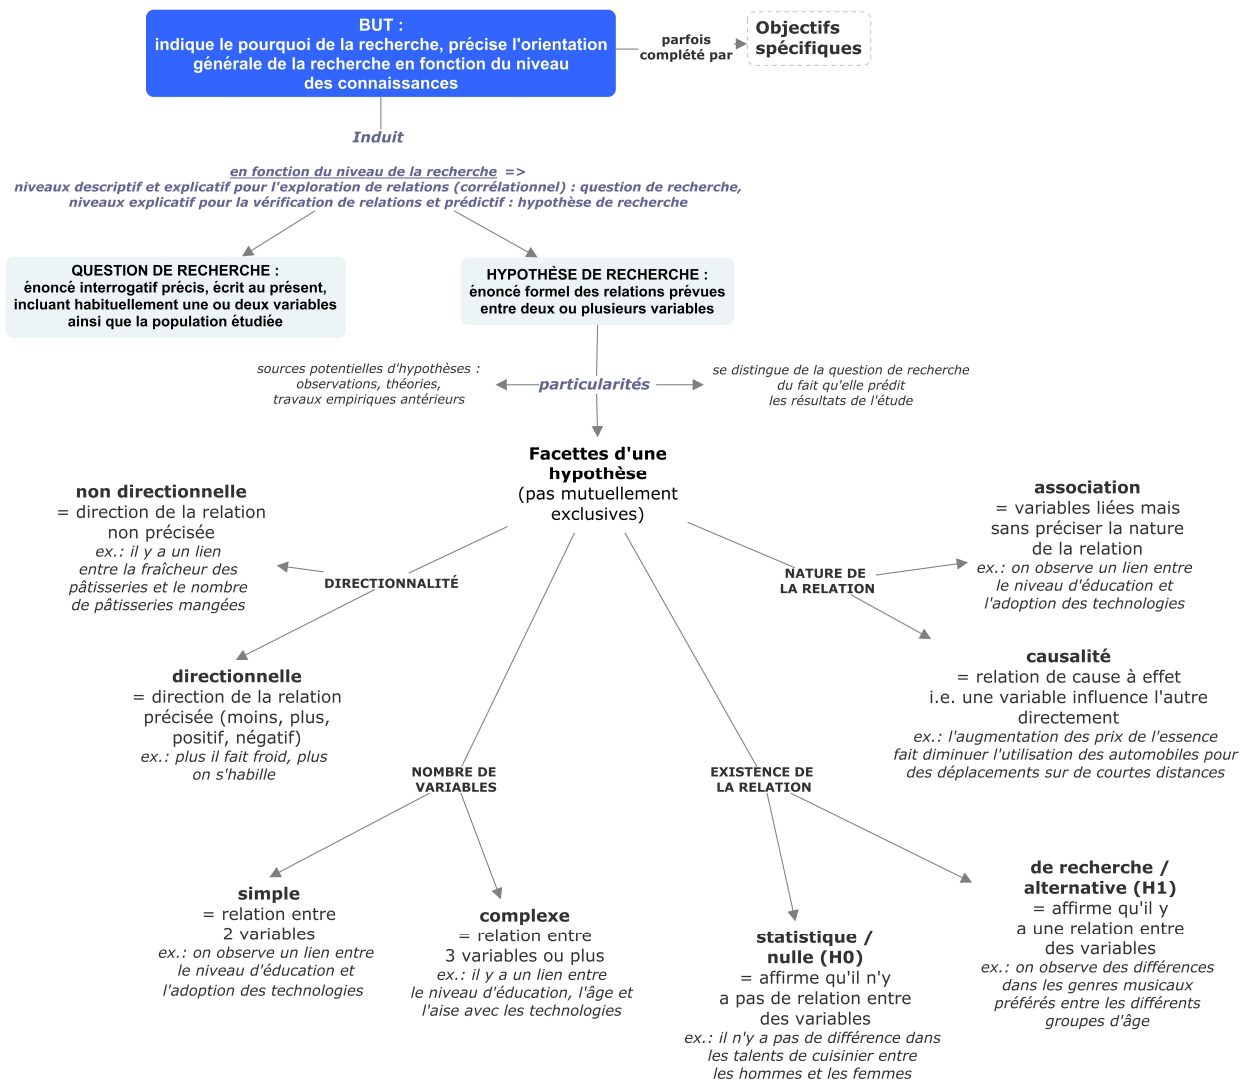 BUT :
indique le pourquoi de la recherche, précise l'orientation
générale de la recherche en fonction du niveau
des connaissances
parfois
complété par
Objectifs
spécifiques
Induit
en fonction du niveau de la recherche =>
niveaux descriptif et explicatif pour l'exploration de relations (corrélationnel) : question de recherche,
niveaux explicatif pour la vérification de relations et prédictif : hypothèse de recherche
QUESTION DE RECHERCHE :
énoncé interrogatif précis, écrit au présent,
incluant habituellement une ou deux variables
ainsi que la population étudiée
HYPOTHÈSE DE RECHERCHE :
énoncé formel des relations prévues
entre deux ou plusieurs variables
sources potentielles d'hypothèses :
observations, théories,
travaux empiriques antérieurs
particularités
se distingue de la question de recherche
du fait qu'elle prédit
les résultats de l'étude
Facettes d'une
hypothèse
(pas mutuellement
exclusives)
non directionnelle
= direction de la relation
non précisée
ex.: il y a un lien
entre la fraîcheur des
pâtisseries et le nombre
de pâtisseries mangées
DIRECTIONNALITÉ
directionnelle
= direction de la relation
précisée (moins, plus,
positif, négatif)
ex.: plus il fait froid, plus
on s'habille
NATURE DE
LA RELATION
association
= variables liées mais
sans préciser la nature
de la relation
ex.: on observe un lien entre
le niveau d'éducation et
l'adoption des technologies
causalité
= relation de cause à effet
i.e. une variable influence l'autre
directement
ex.: l'augmentation des prix de l'essence
fait diminuer l'utilisation des automobiles pour
des déplacements sur de courtes distances
NOMBRE DE
VARIABLES
simple
= relation entre
2 variables
ex.: on observe un lien entre
le niveau d'éducation et
l'adoption des technologies
complexe
= relation entre
3 variables ou plus
ex.: il y a un lien entre
le niveau d'éducation, l'âge et
l'aise avec les technologies
EXISTENCE DE
LA RELATION
statistique /
nulle (H0)
= affirme qu'il n'y
a pas de relation entre
des variables
ex.: il n'y a pas de différence dans
les talents de cuisinier entre
les hommes et les femmes
de recherche /
alternative (H1)
= affirme qu'il y
a une relation entre
des variables
ex.: on observe des différences
dans les genres musicaux
préférés entre les différents
groupes d'âge